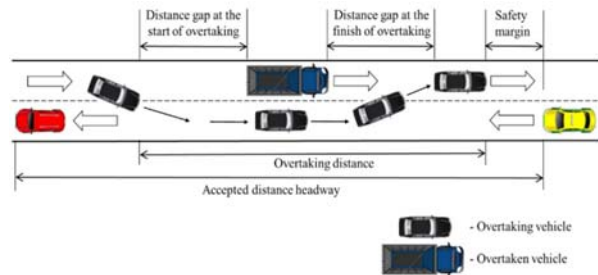 Distance gap at the
start of overtaking
Distance gap at the
finish of overtaking
Safety
margin
Overtaking distance
Accepted distance headway
- Overtaking vehicle
- Overtaken vehicle